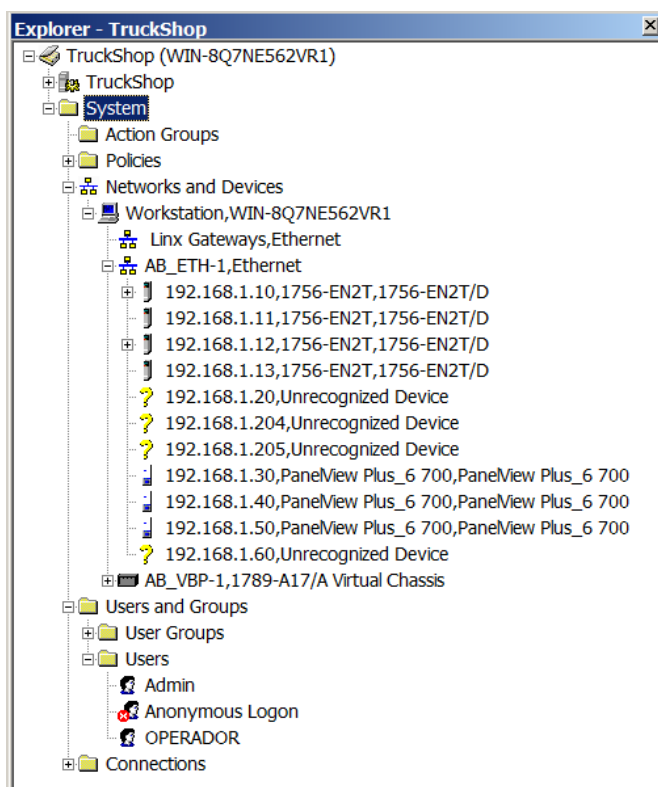 Explorer - TruckShop
TruckShop (WIN-8Q7NE562VR1)
TruckShop
System
Action Groups
Policies
Networks and Devices
Workstation,WIN-8Q7NE562VR1
Linx Gateways,Ethernet
AB_ETH-1,Ethernet
192.168.1.10,1756-EN2T,1756-EN2T/D
192.168.1.11,1756-EN2T,1756-EN2T/D
192.168.1.12,1756-EN2T,1756-EN2T/D
192.168.1.13,1756-EN2T,1756-EN2T/D
192.168.1.20,Unrecognized Device
192.168.1.204,Unrecognized Device
192.168.1.205,Unrecognized Device
192.168.1.30,PanelView Plus_6 700,PanelView Plus_6 700
192.168.1.40,PanelView Plus_6 700,PanelView Plus_6 700
192.168.1.50,PanelView Plus_6 700,PanelView Plus_6 700
192.168.1.60,Unrecognized Device
AB_VBP-1,1789-A17/A Virtual Chassis
Users and Groups
User Groups
Users
Admin
Anonymous Logon
OPERADOR
Connections